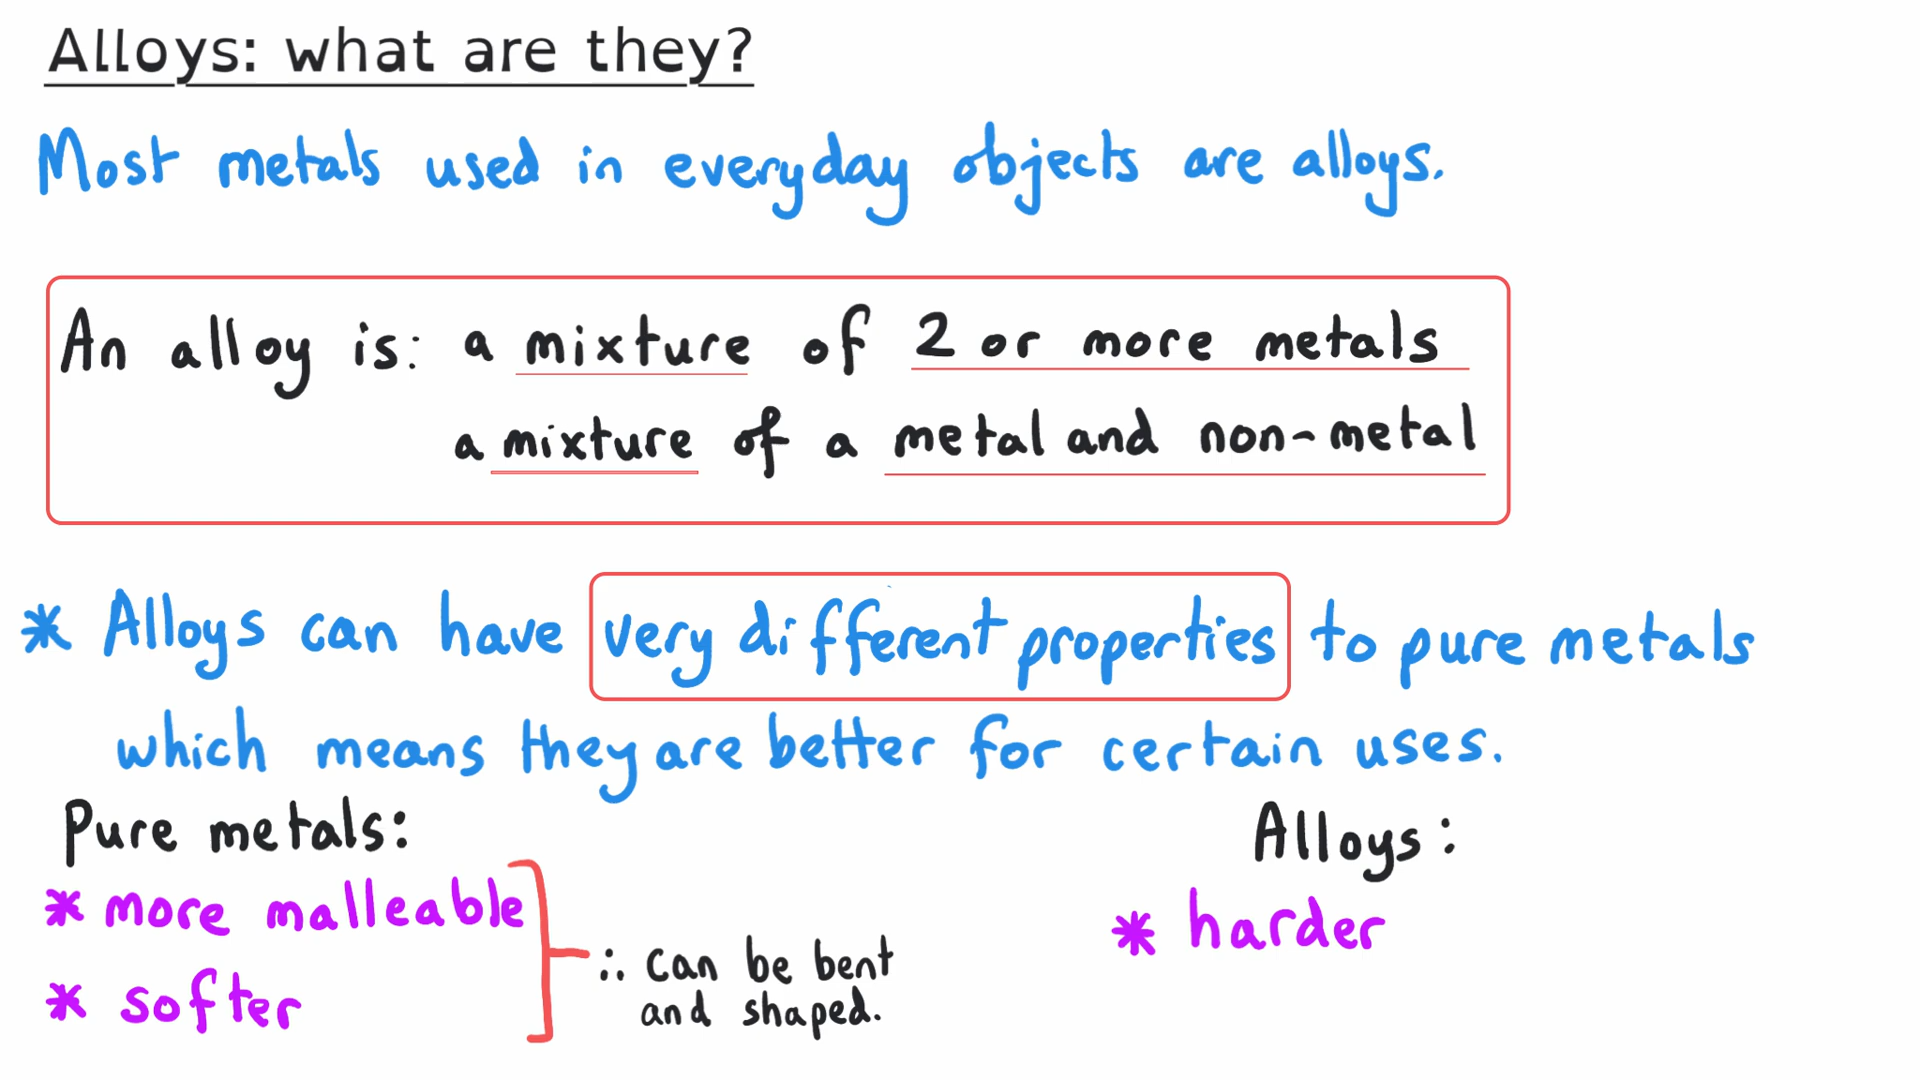 Alloys: what are they?
Most metals used in everyday objects are alloys.
An alloy is: a mixture of 2 or more metals
a mixture of a metal and non-metal
* Alloys can have very different properties to pure metals
which means they are better for certain uses.
Pure metals:
* more malleable
* softer
∴ can be bent
and shaped.
Alloys:
* harder